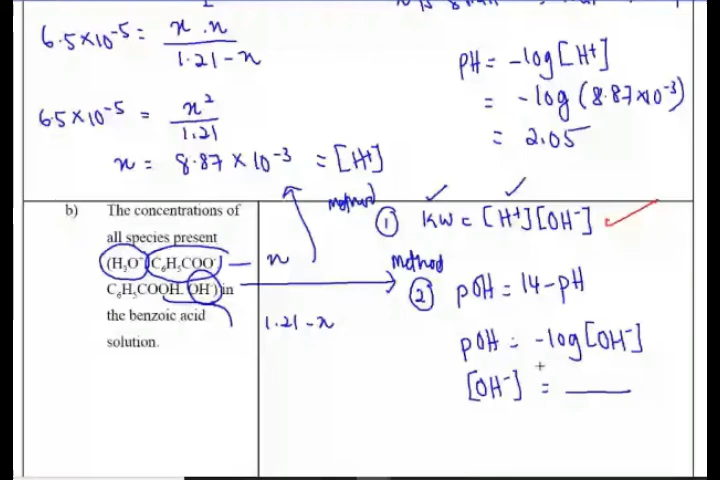 6.5×10⁻⁵ = x . x / 1.21 − x
6.5×10⁻⁵ = x² / 1.21
x = 8.87 × 10⁻³ = [H⁺]
pH = −log[H⁺]
= −log (8.87×10⁻³)
= 2.05
b) The concentrations of
all species present
(H₃O⁻, C₆H₅COO⁻,
C₆H₅COOH. OH⁻) in
the benzoic acid
solution.
x
1.21 − x
method
① Kw = [H⁺][OH⁻]
method
② pOH = 14 − pH
pOH = −log[OH⁻]
[OH⁻] = ____